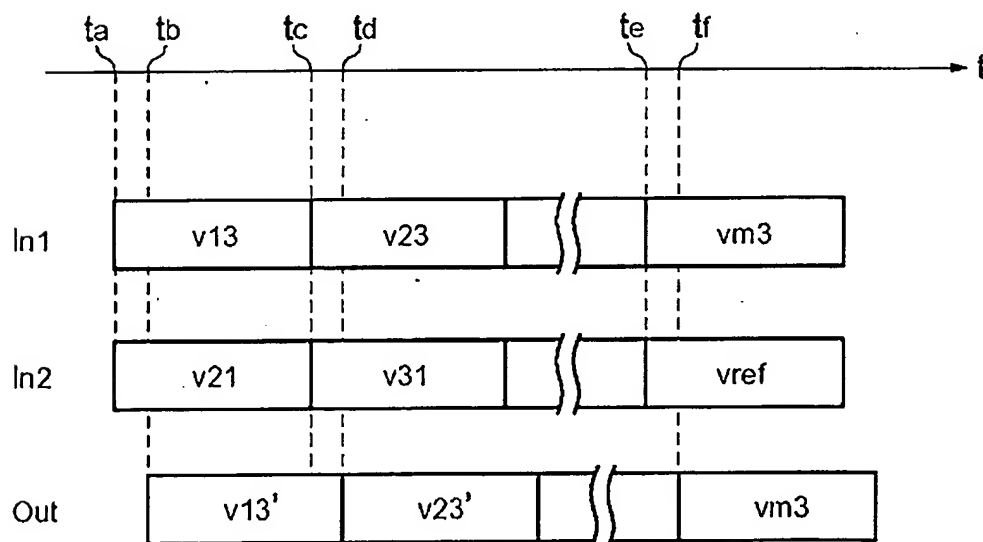 ta tb tc td te tf
t
In1 v13 v23 vm3
In2 v21 v31 vref
Out v13' v23' vm3